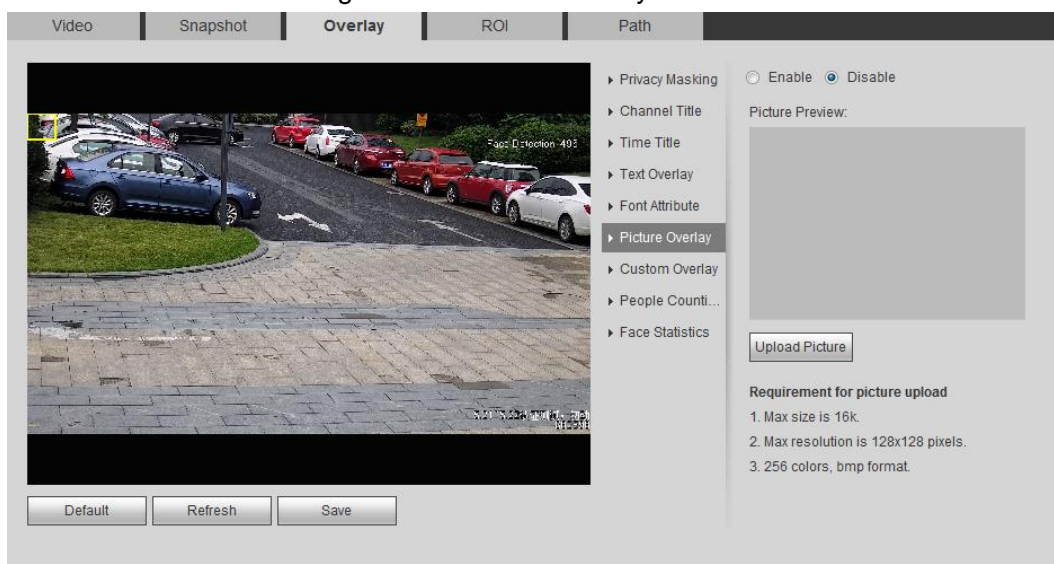 Video Snapshot Overlay ROI Path
Face Detection 493
Privacy Masking
Channel Title
Time Title
Text Overlay
Font Attribute
Picture Overlay
Custom Overlay
People Counti...
Face Statistics
Enable Disable
Picture Preview:
Upload Picture
Requirement for picture upload
1. Max size is 16k.
2. Max resolution is 128x128 pixels.
3. 256 colors, bmp format.
Default Refresh Save